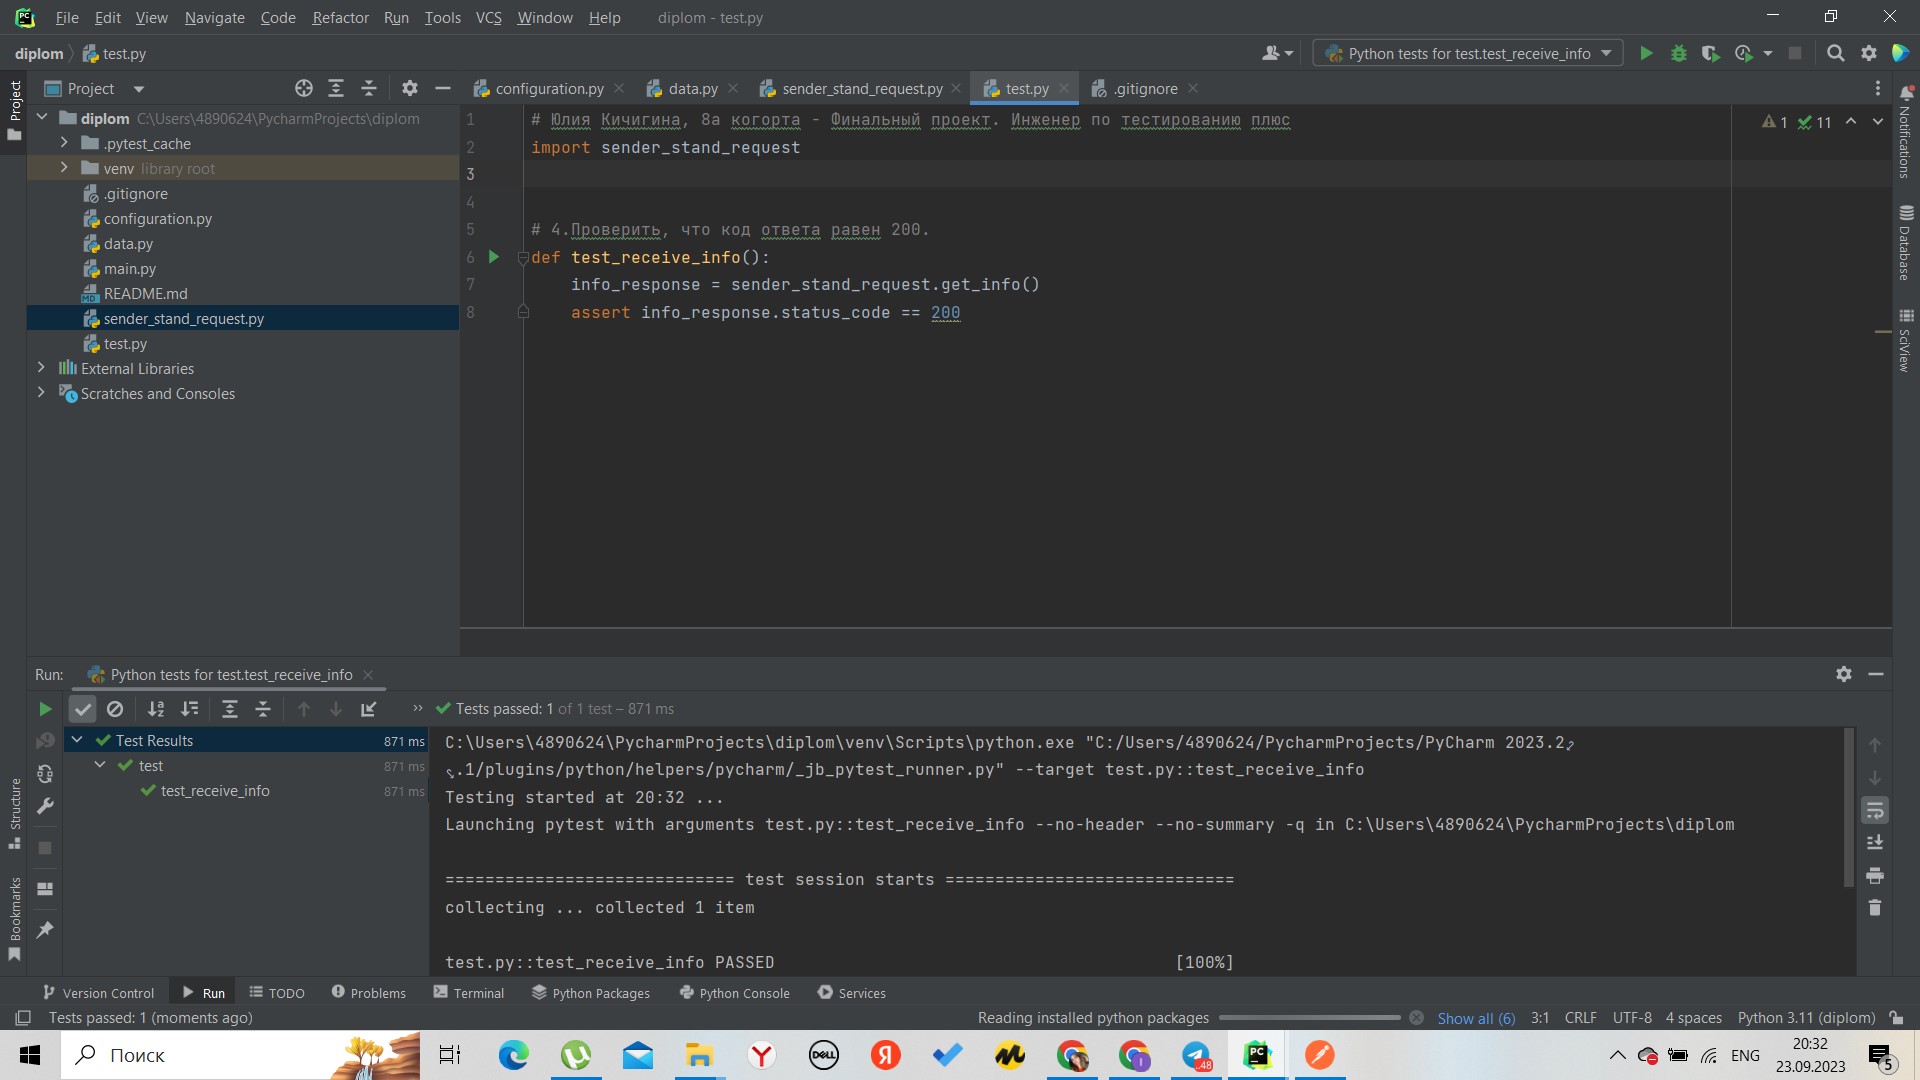 File Edit View Navigate Code Refactor Run Tools VCS Window Help diplom - test.py
diplom test.py Python tests for test.test_receive_info
Project configuration.py data.py sender_stand_request.py test.py .gitignore
Project
Notifications
Database
SciView
diplom C:\Users\4890624\PycharmProjects\diplom
.pytest_cache
venv library root
.gitignore
configuration.py
data.py
main.py
README.md
sender_stand_request.py
test.py
External Libraries
Scratches and Consoles
1 # Юлия Кичигина, 8а когорта - Финальный проект. Инженер по тестированию плюс
2 import sender_stand_request
3
4
5 # 4.Проверить, что код ответа равен 200.
6 def test_receive_info():
7 info_response = sender_stand_request.get_info()
8 assert info_response.status_code == 200
1 11
Run: Python tests for test.test_receive_info
Tests passed: 1 of 1 test – 871 ms
Test Results 871 ms
test 871 ms
test_receive_info 871 ms
C:\Users\4890624\PycharmProjects\diplom\venv\Scripts\python.exe "C:/Users/4890624/PycharmProjects/PyCharm 2023.2
.1/plugins/python/helpers/pycharm/_jb_pytest_runner.py" --target test.py::test_receive_info
Testing started at 20:32 ...
Launching pytest with arguments test.py::test_receive_info --no-header --no-summary -q in C:\Users\4890624\PycharmProjects\diplom
============================= test session starts =============================
collecting ... collected 1 item
test.py::test_receive_info PASSED [100%]
Structure
Bookmarks
Version Control Run TODO Problems Terminal Python Packages Python Console Services
Tests passed: 1 (moments ago) Reading installed python packages Show all (6) 3:1 CRLF UTF-8 4 spaces Python 3.11 (diplom)
Поиск DELL Я 48 PC ENG 20:32
23.09.2023 5